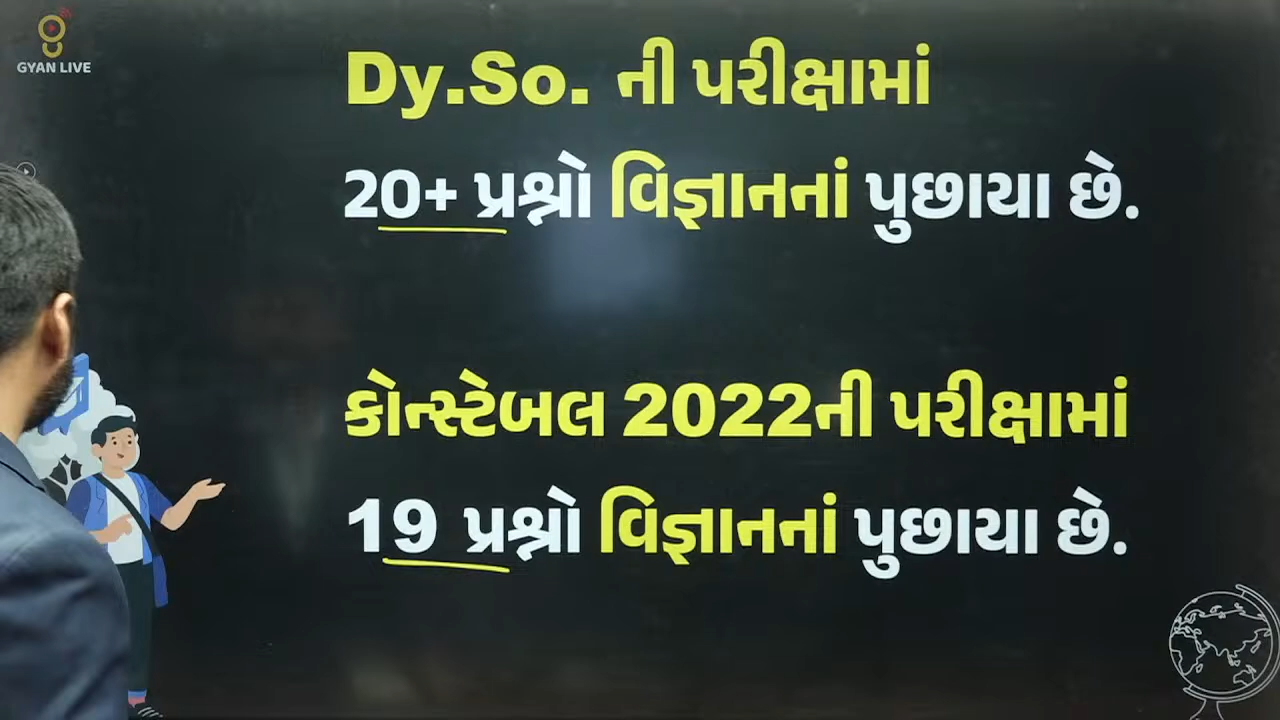 GYAN LIVE
Dy.So. ની પરીક્ષામાં
20+ પ્રશ્નો વિજ્ઞાનનાં પુછાયા છે.
કોન્સ્ટેબલ 2022ની પરીક્ષામાં
19 પ્રશ્નો વિજ્ઞાનનાં પુછાયા છે.